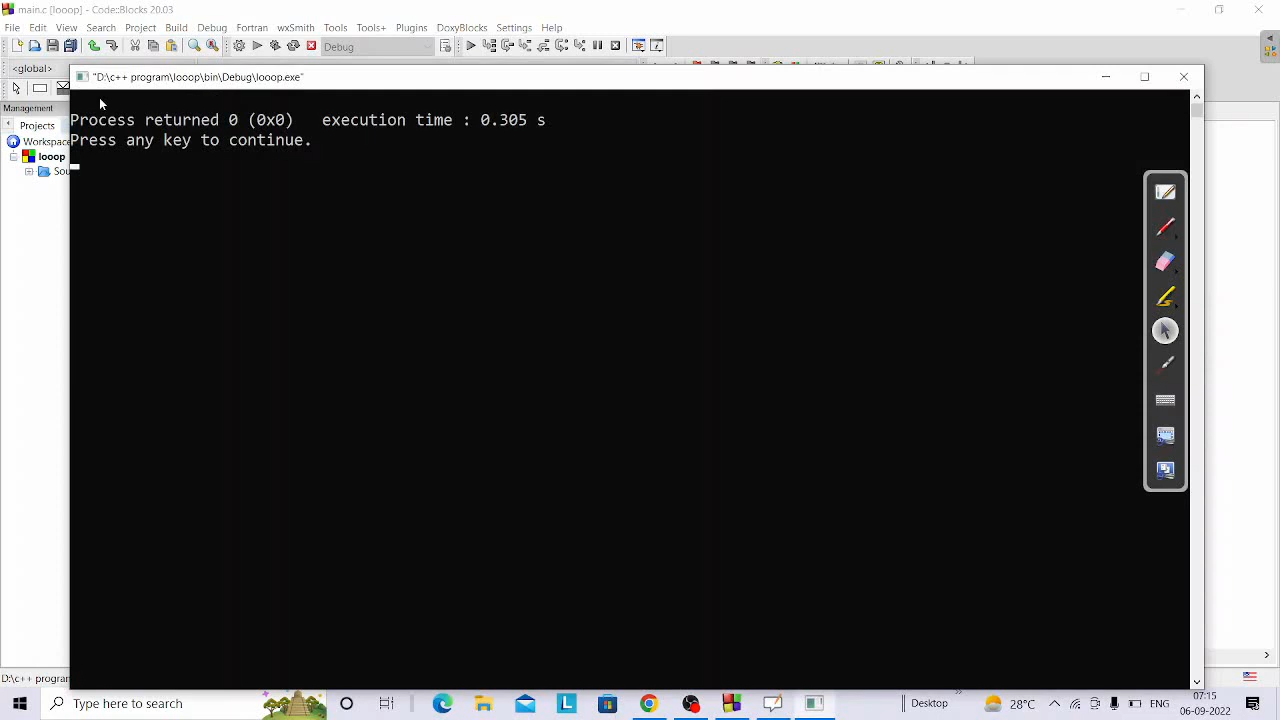 main.c [looop] - Code::Blocks 20.03
File Edit View Search Project Build Debug Fortran wxSmith Tools Tools+ Plugins DoxyBlocks Settings Help
Debug
<global>
"D:\c++ program\looop\bin\Debug\looop.exe"
Management
Projects
Workspace
looop
Process returned 0 (0x0)   execution time : 0.305 s
Press any key to continue.
D:\c++ progran
Type here to search
L
Desktop
28°C
07:15
06-09-2022